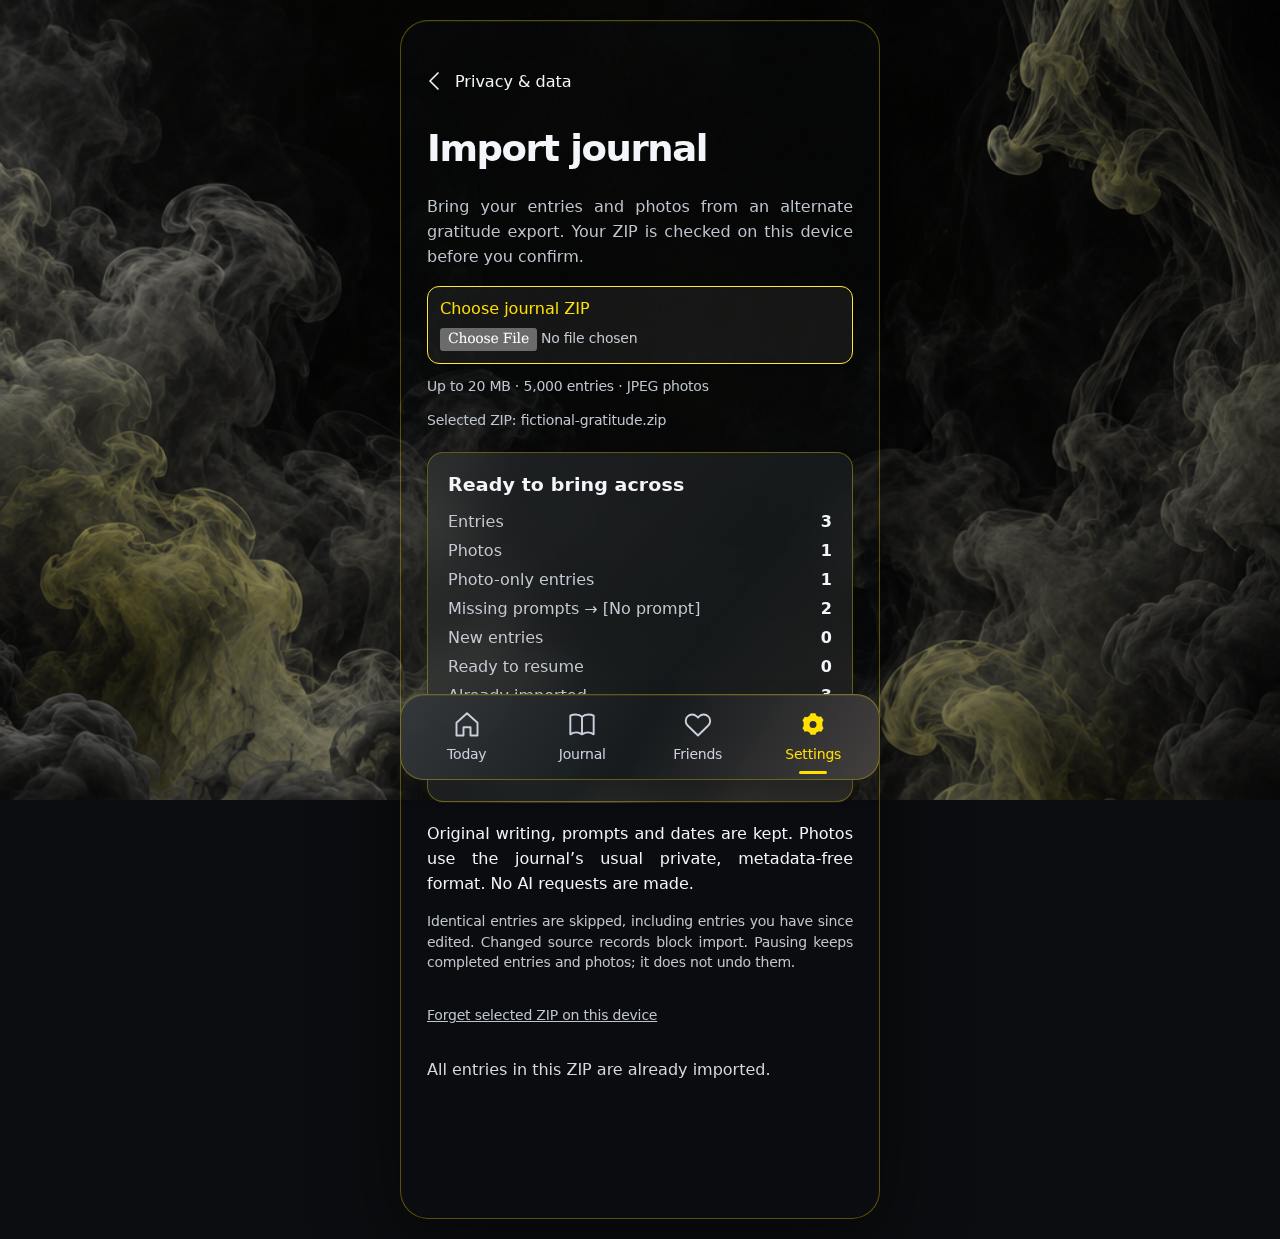 Privacy & data
Import journal
Bring your entries and photos from an alternate
gratitude export. Your ZIP is checked on this device
before you confirm.
Choose journal ZIP
Choose File No file chosen
Up to 20 MB · 5,000 entries · JPEG photos
Selected ZIP: fictional-gratitude.zip
Ready to bring across
Entries 3
Photos 1
Photo-only entries 1
Missing prompts → [No prompt] 2
New entries 0
Ready to resume 0
Already imported 3
Today Journal Friends Settings
Original writing, prompts and dates are kept. Photos
use the journal’s usual private, metadata-free
format. No AI requests are made.
Identical entries are skipped, including entries you have since
edited. Changed source records block import. Pausing keeps
completed entries and photos; it does not undo them.
Forget selected ZIP on this device
All entries in this ZIP are already imported.